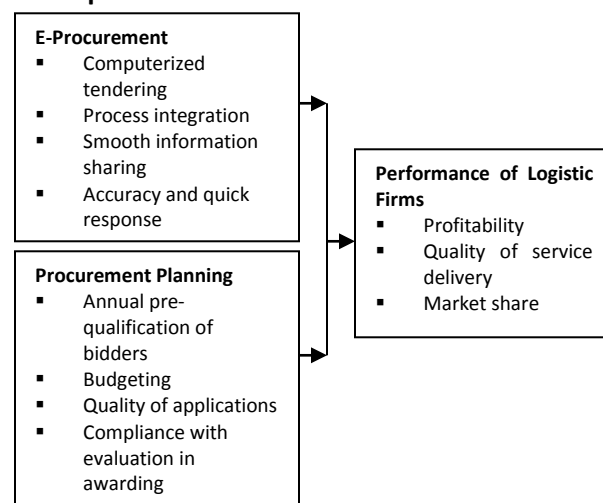 E-Procurement
▪ Computerized
tendering
▪ Process integration
▪ Smooth information
sharing
▪ Accuracy and quick
response
Procurement Planning
▪ Annual pre-
qualification of
bidders
▪ Budgeting
▪ Quality of applications
▪ Compliance with
evaluation in
awarding
Performance of Logistic
Firms
▪ Profitability
▪ Quality of service
delivery
▪ Market share